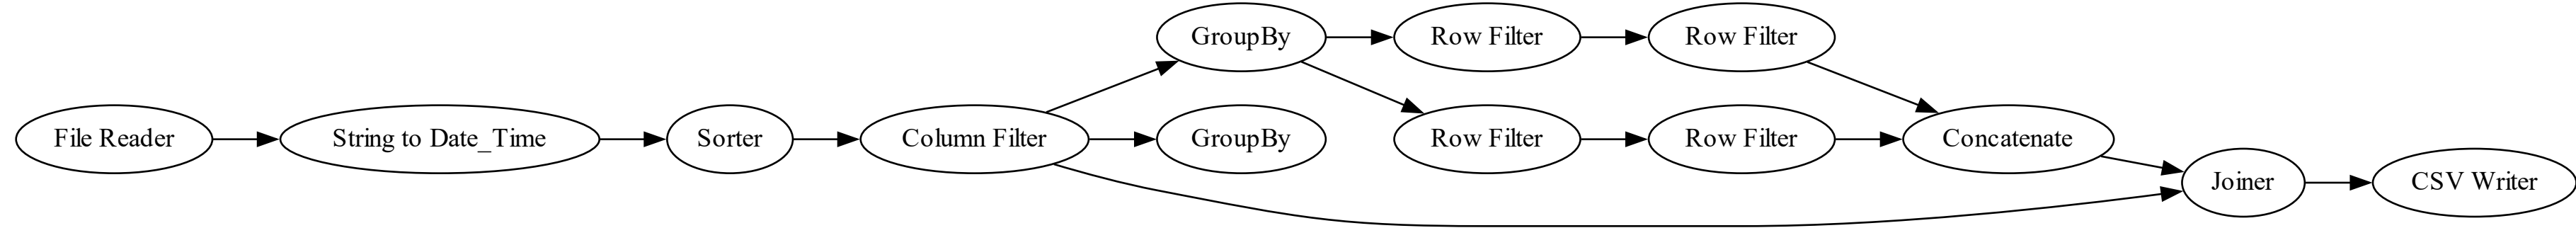 GroupBy
Row Filter
Row Filter
File Reader
String to Date_Time
Sorter
Column Filter
GroupBy
Row Filter
Row Filter
Concatenate
Joiner
CSV Writer